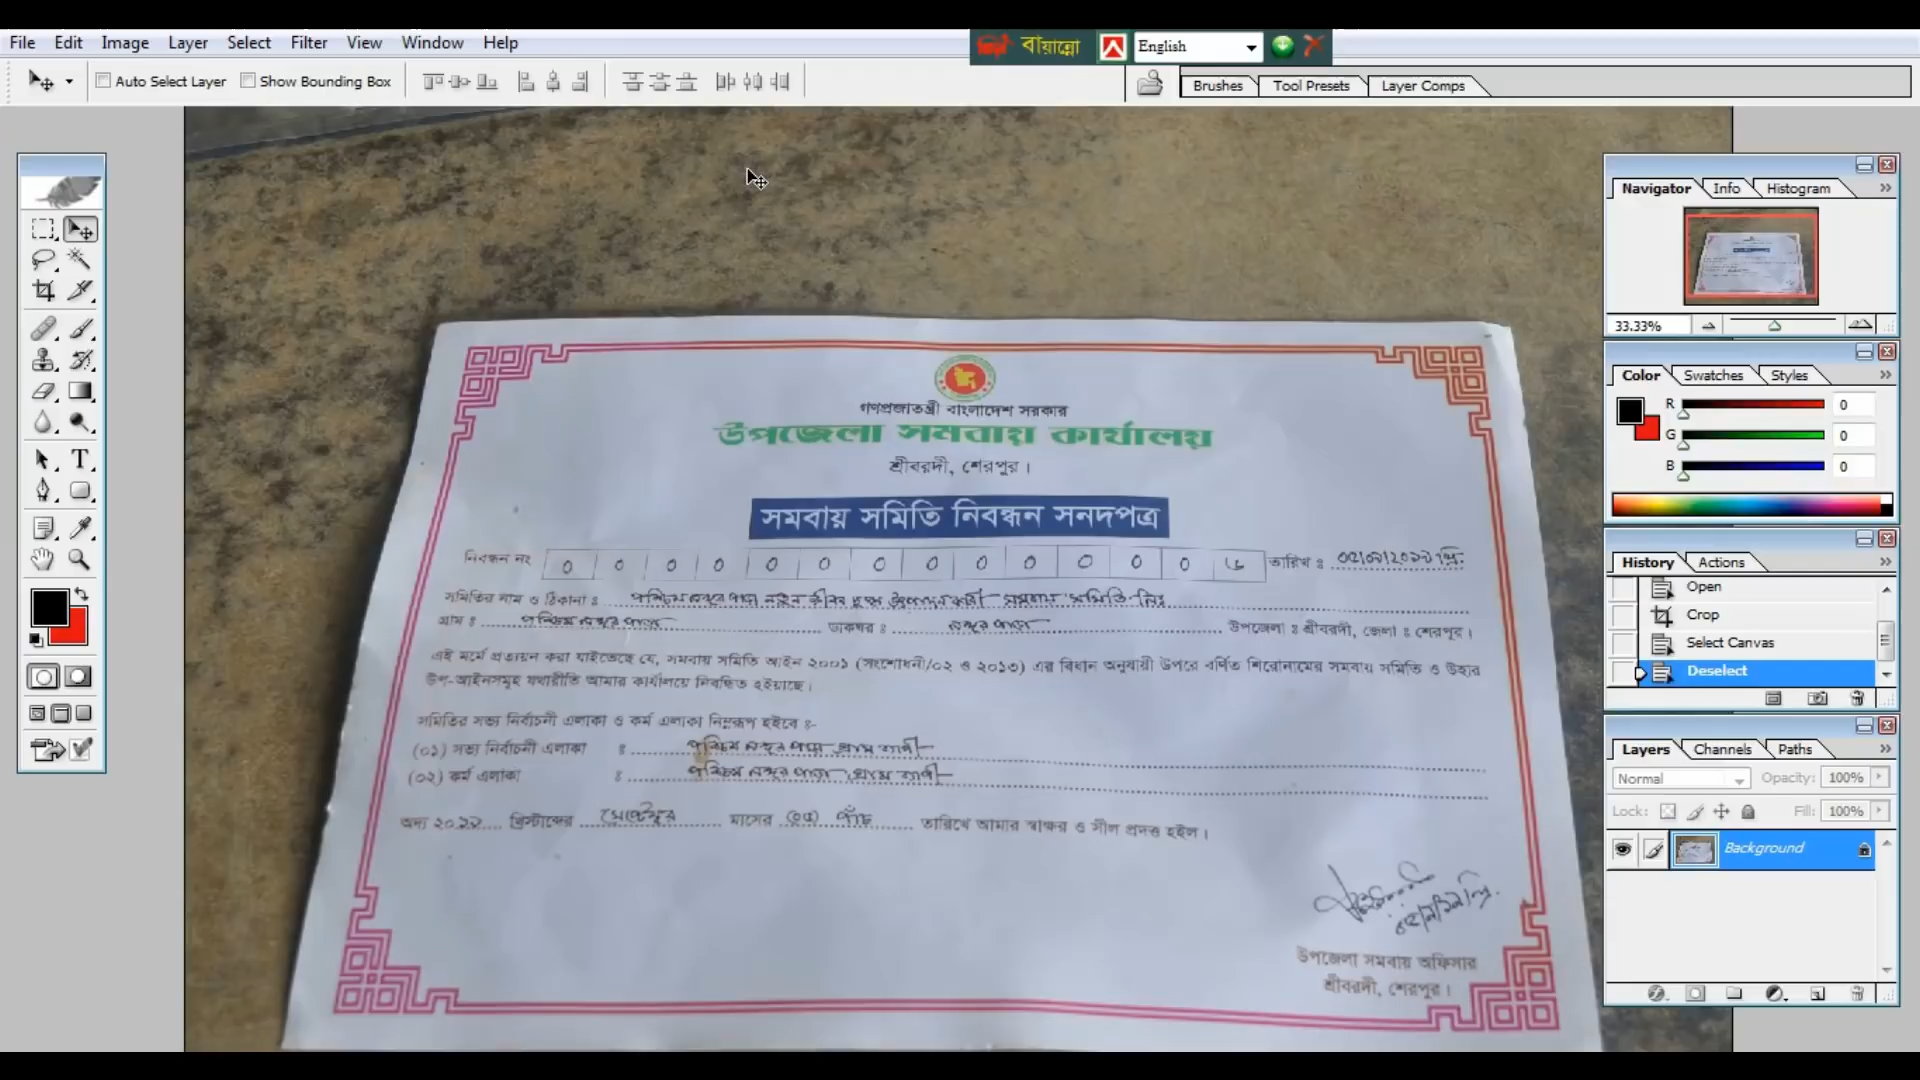 File Edit Image Layer Select Filter View Window Help
বায়ান্নো English
Auto Select Layer Show Bounding Box
Brushes Tool Presets Layer Comps
Navigator Info Histogram
33.33%
Color Swatches Styles
R 0
G 0
B 0
History Actions
Open
Crop
Select Canvas
Deselect
Layers Channels Paths
Normal Opacity: 100%
Lock: Fill: 100%
Background
গণপ্রজাতন্ত্রী বাংলাদেশ সরকার
উপজেলা সমবায় কার্যালয়
শ্রীবরদী, শেরপুর।
সমবায় সমিতি নিবন্ধন সনদপত্র
নিবন্ধন নং 0 0 0 0 0 0 0 0 0 0 0 0 0 তারিখ ঃ
সমিতির নাম ও ঠিকানা ঃ সমবায় সমিতি লিঃ
গ্রাম ঃ ডাকঘর ঃ উপজেলা ঃ শ্রীবরদী, জেলা ঃ শেরপুর।
এই মর্মে প্রত্যয়ন করা যাইতেছে যে, সমবায় সমিতি আইন ২০০১ (সংশোধনী/০২ ও ২০১৩) এর বিধান অনুযায়ী উপরে বর্ণিত শিরোনামের সমবায় সমিতি ও উহার
উপ-আইনসমূহ যথারীতি আমার কার্যালয়ে নিবন্ধিত হইয়াছে।
সমিতির সভ্য নির্বাচনী এলাকা ও কর্ম এলাকা নিম্নরূপ হইবে ঃ-
(০১) সভ্য নির্বাচনী এলাকা ঃ
(০২) কর্ম এলাকা ঃ
অদ্য খ্রিস্টাব্দের মাসের (০৫) পাঁচ তারিখে আমার স্বাক্ষর ও সীল প্রদত্ত হইল।
উপজেলা সমবায় অফিসার
শ্রীবরদী, শেরপুর।